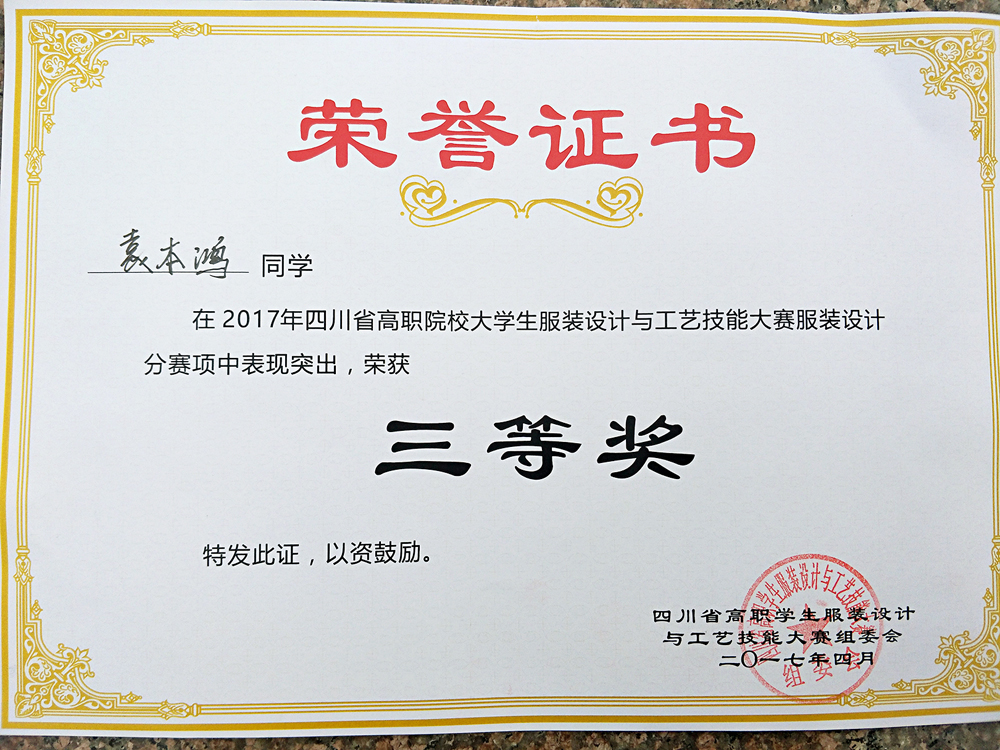 荣誉证书
袁本鸿 同学
在 2017年四川省高职院校大学生服装设计与工艺技能大赛服装设计
分赛项中表现突出，荣获
三等奖
特发此证，以资鼓励。
四川省高职学生服装设计
与工艺技能大赛组委会
二〇一七年四月
组委会